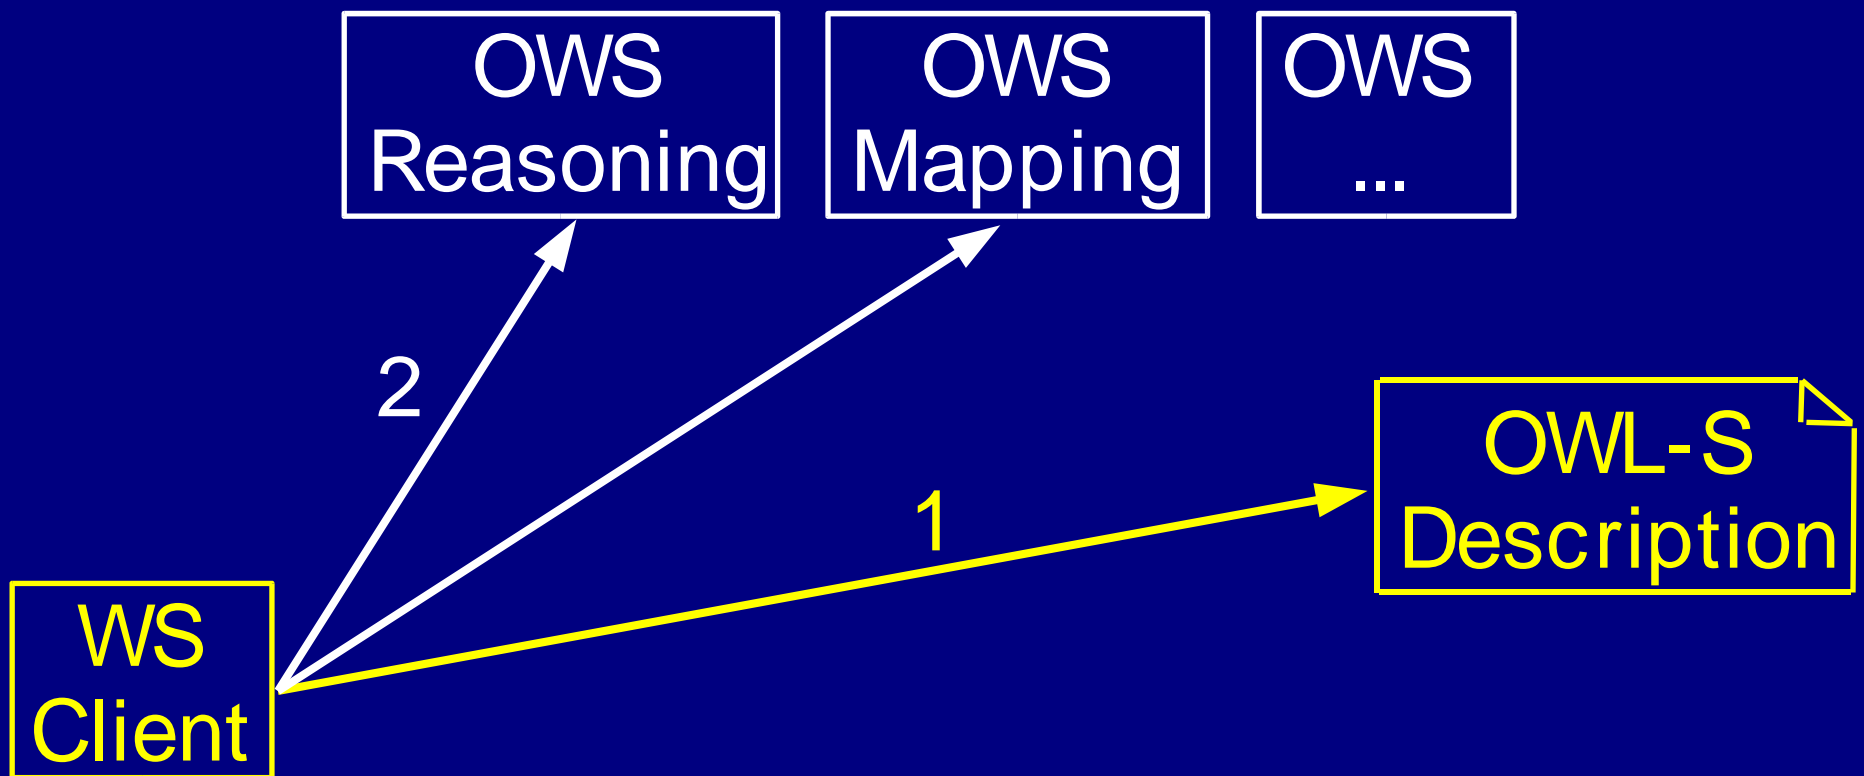 OWS
Reasoning
OWS
Mapping
OWS
...
2
1
OWL-S
Description
WS
Client